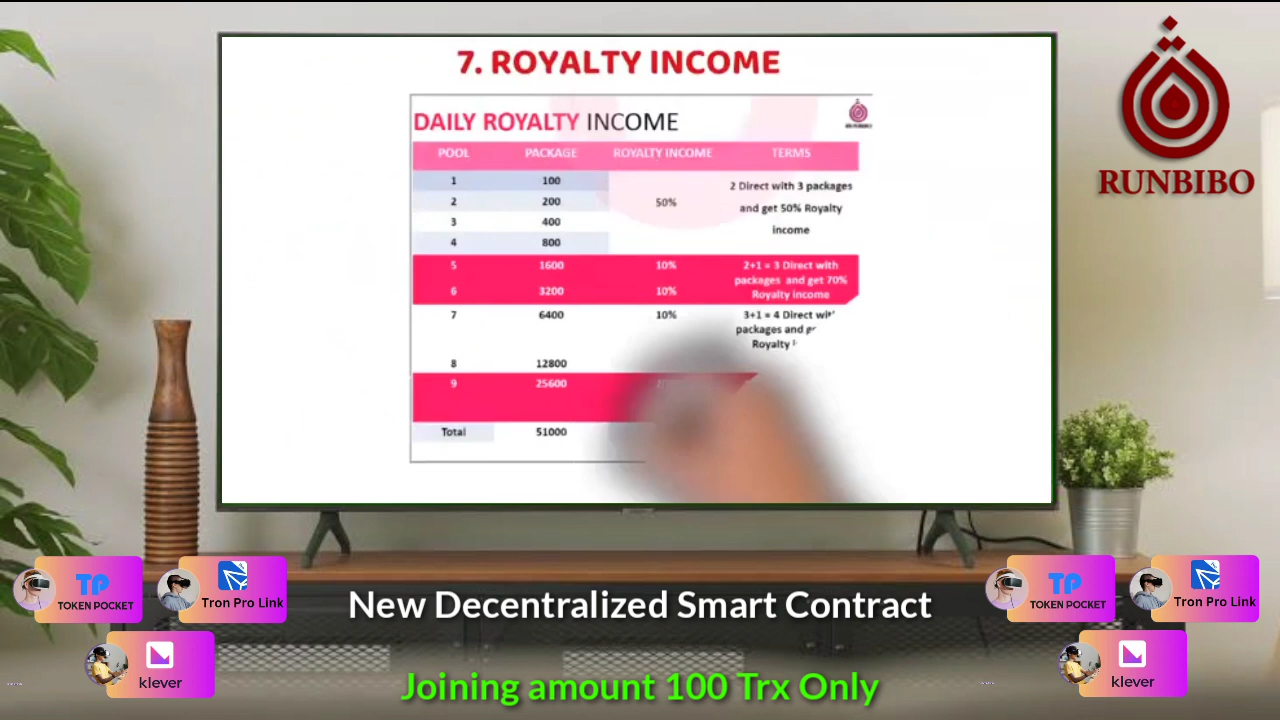 7. ROYALTY INCOME
DAILY ROYALTY INCOME
POOL PACKAGE ROYALTY INCOME TERMS
1 100
2 200
3 400
4 800
50%
2 Direct with 3 packages
and get 50% Royalty
income
5 1600 10%
6 3200 10%
2+1 = 3 Direct with
packages and get 70%
Royalty income
7 6400 10%
3+1 = 4 Direct
packages and
Royalty
8 12800
9 25600
Total 51000
RUNBIBO
TP
TOKEN POCKET
Tron Pro Link
klever
New Decentralized Smart Contract
Joining amount 100 Trx Only
TP
TOKEN POCKET
Tron Pro Link
klever